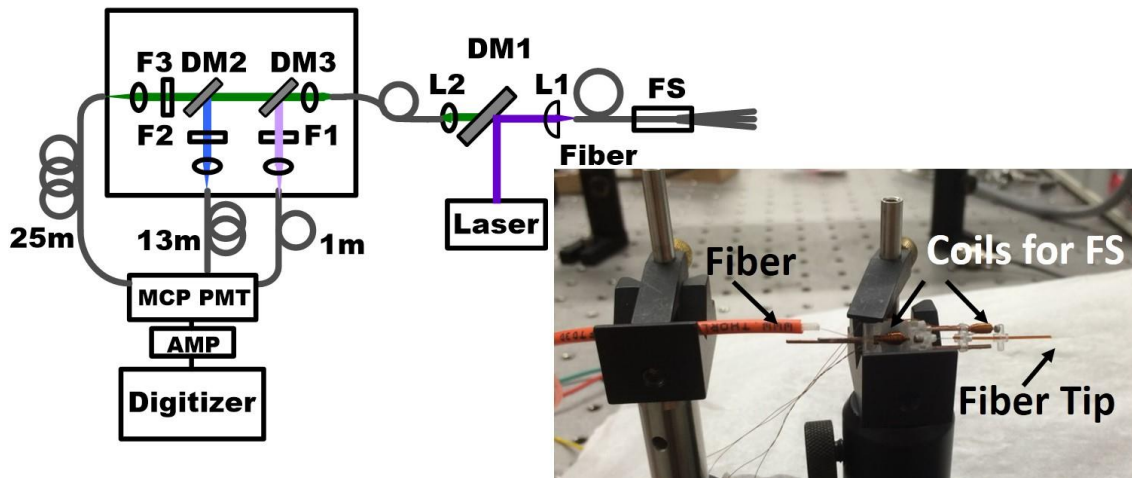 DM1
F3 DM2 DM3
L2 L1 FS
F2 F1
Fiber
Laser
25m 13m 1m
MCP PMT
AMP
Digitizer
Fiber
Coils for FS
THORL
Fiber Tip